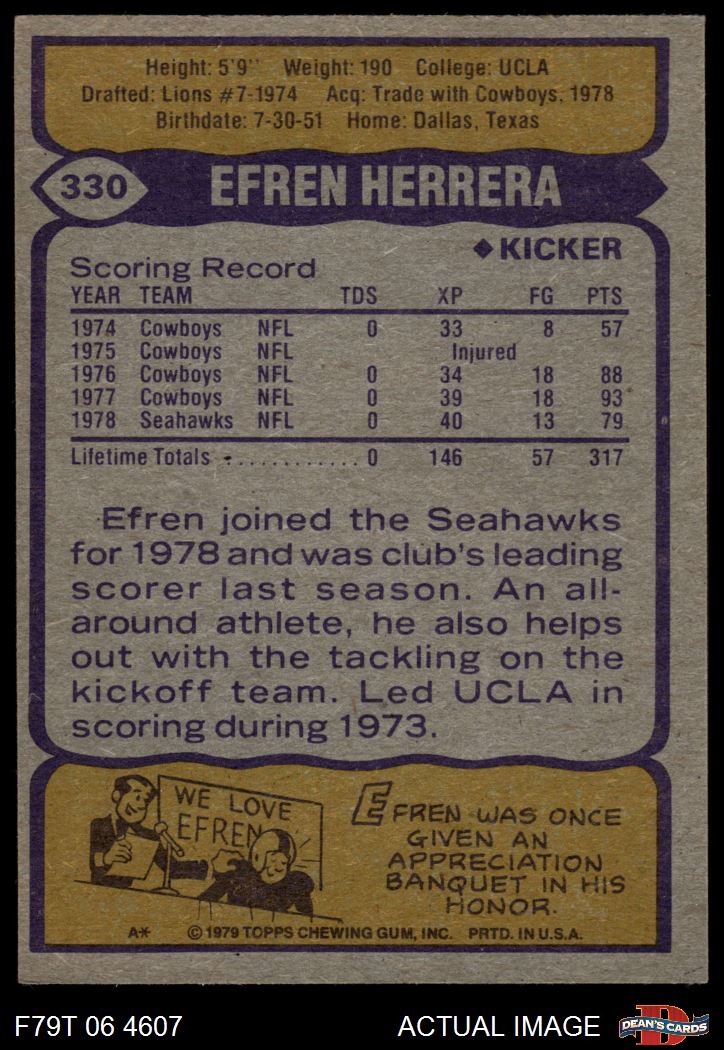 Height: 5'9" Weight: 190 College: UCLA
Drafted: Lions #7-1974 Acq: Trade with Cowboys, 1978
Birthdate: 7-30-51 Home: Dallas, Texas
330 EFREN HERRERA
◆ KICKER
Scoring Record
YEAR TEAM TDS XP FG PTS
1974 Cowboys NFL 0 33 8 57
1975 Cowboys NFL Injured
1976 Cowboys NFL 0 34 18 88
1977 Cowboys NFL 0 39 18 93
1978 Seahawks NFL 0 40 13 79
Lifetime Totals ............ 0 146 57 317
Efren joined the Seahawks
for 1978 and was club's leading
scorer last season. An all-
around athlete, he also helps
out with the tackling on the
kickoff team. Led UCLA in
scoring during 1973.
WE LOVE
EFREN
EFREN WAS ONCE
GIVEN AN
APPRECIATION
BANQUET IN HIS
HONOR.
A* © 1979 TOPPS CHEWING GUM, INC. PRTD. IN U.S.A.
F79T 06 4607 ACTUAL IMAGE D DEAN'S CARDS